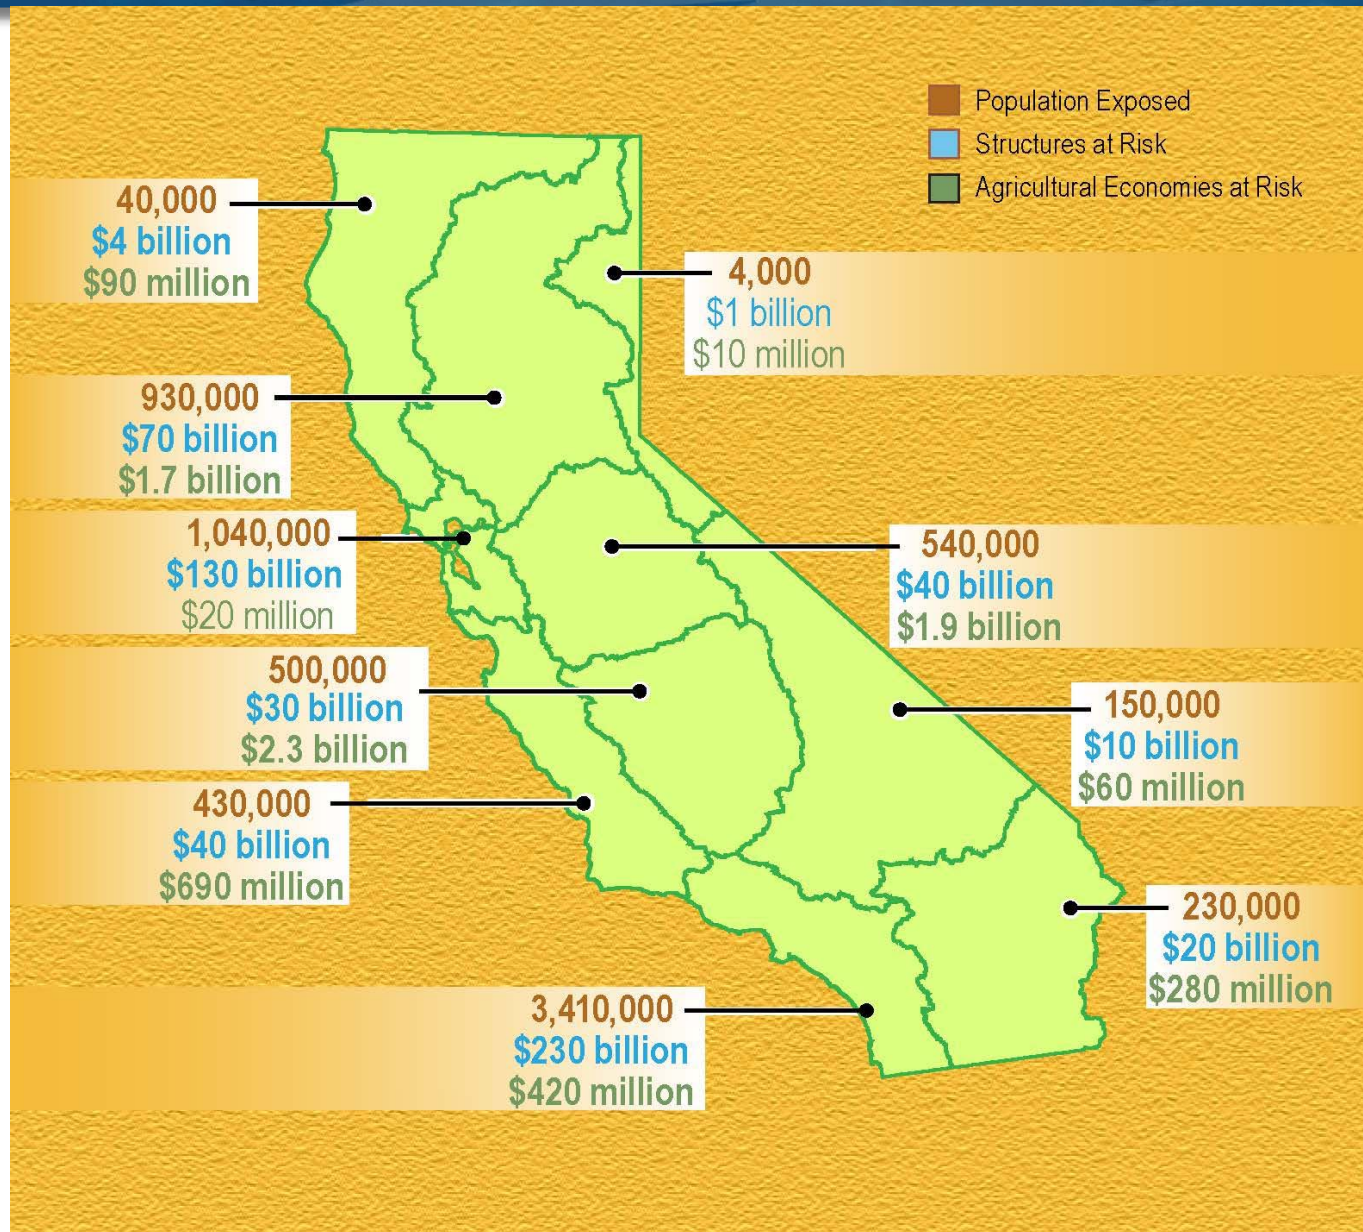 Population Exposed
Structures at Risk
Agricultural Economies at Risk
40,000
$4 billion
$90 million
4,000
$1 billion
$10 million
930,000
$70 billion
$1.7 billion
1,040,000
$130 billion
$20 million
540,000
$40 billion
$1.9 billion
500,000
$30 billion
$2.3 billion
150,000
$10 billion
$60 million
430,000
$40 billion
$690 million
230,000
$20 billion
$280 million
3,410,000
$230 billion
$420 million